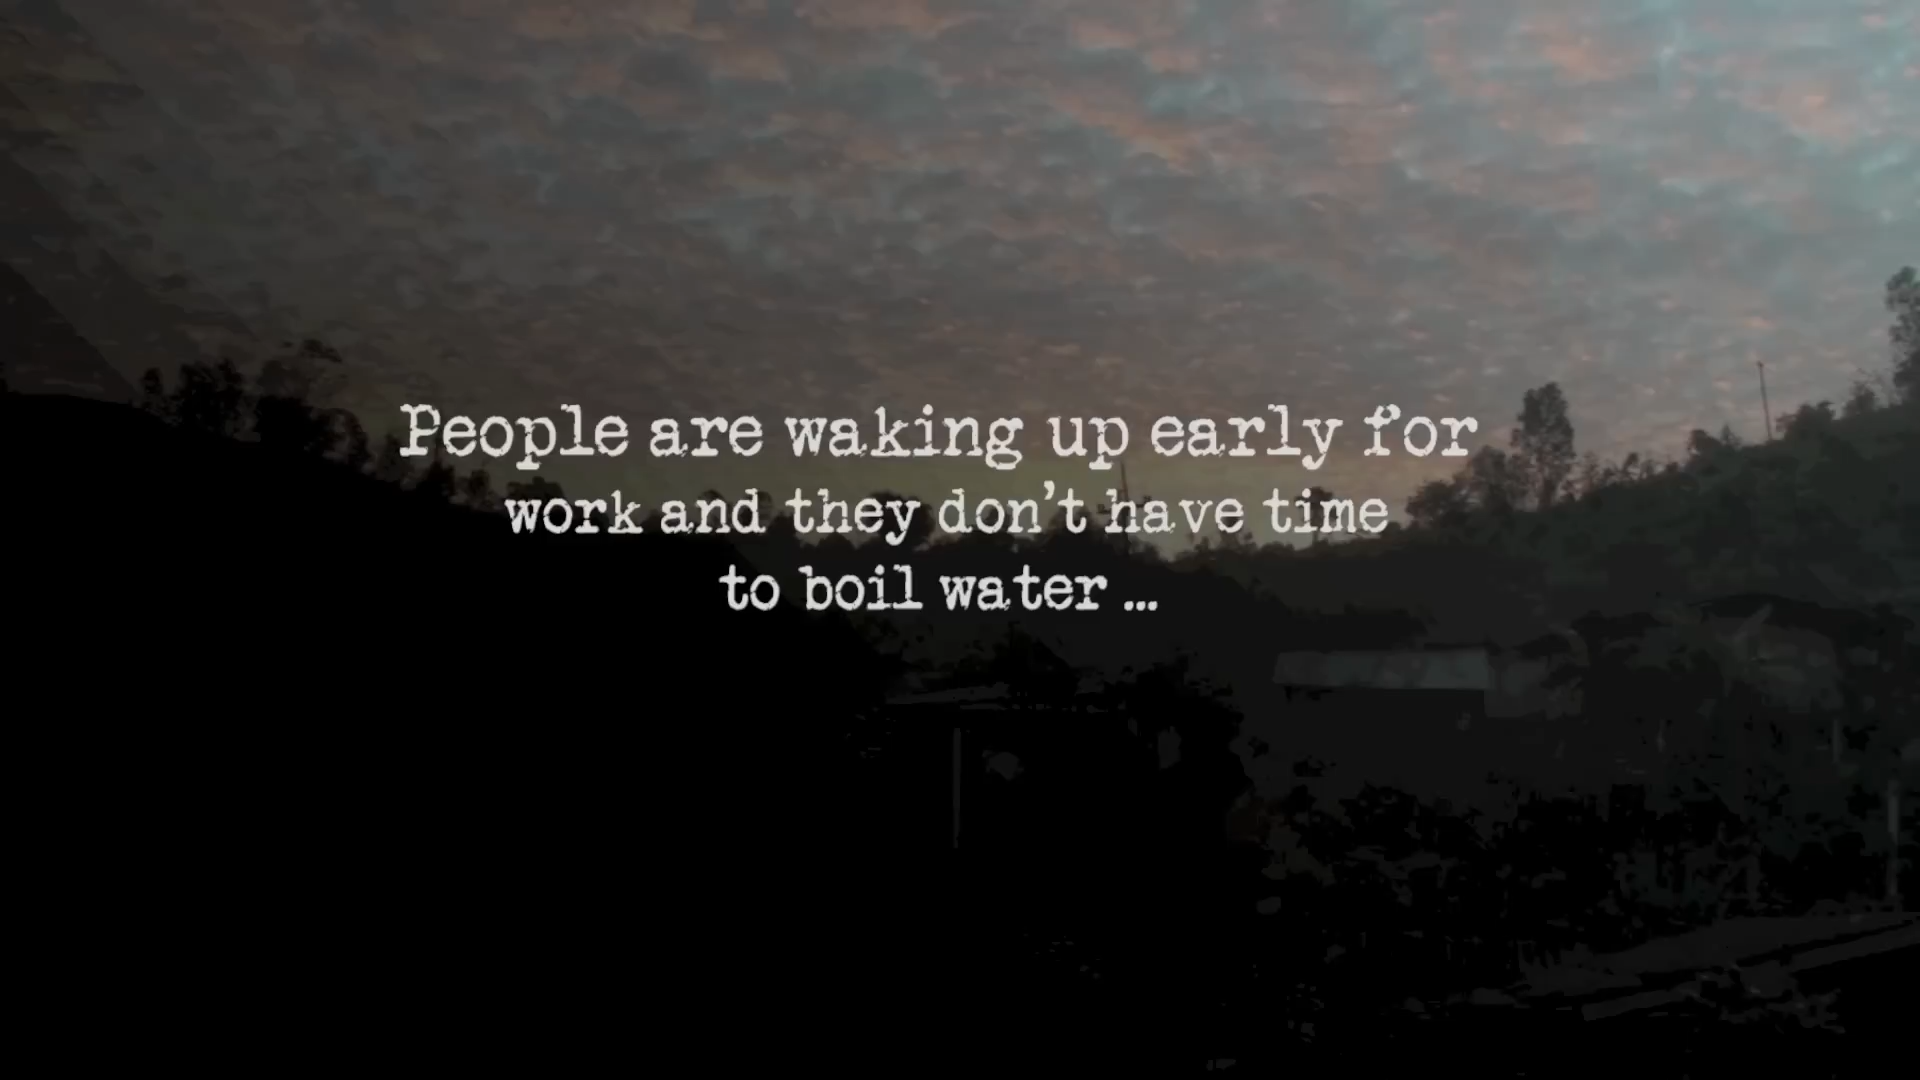 People are waking up early for
work and they don't have time
to boil water ...